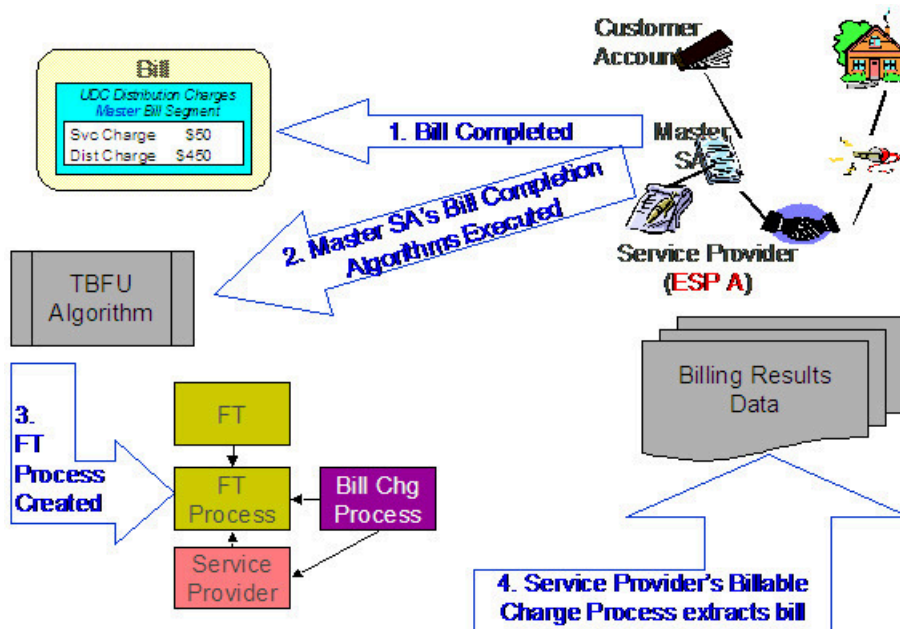 Customer
Account
Bill
UDC Distribution Charges
Master Bill Segment
Svc Charge $50
Dist Charge $450
1. Bill Completed
Master
SA
2. Master SA's Bill Completion
Algorithms Executed
Service Provider
(ESP A)
TBFU
Algorithm
Billing Results
Data
3.
FT
Process
Created
FT
FT
Process
Bill Chg
Process
Service
Provider
4. Service Provider's Billable
Charge Process extracts bill